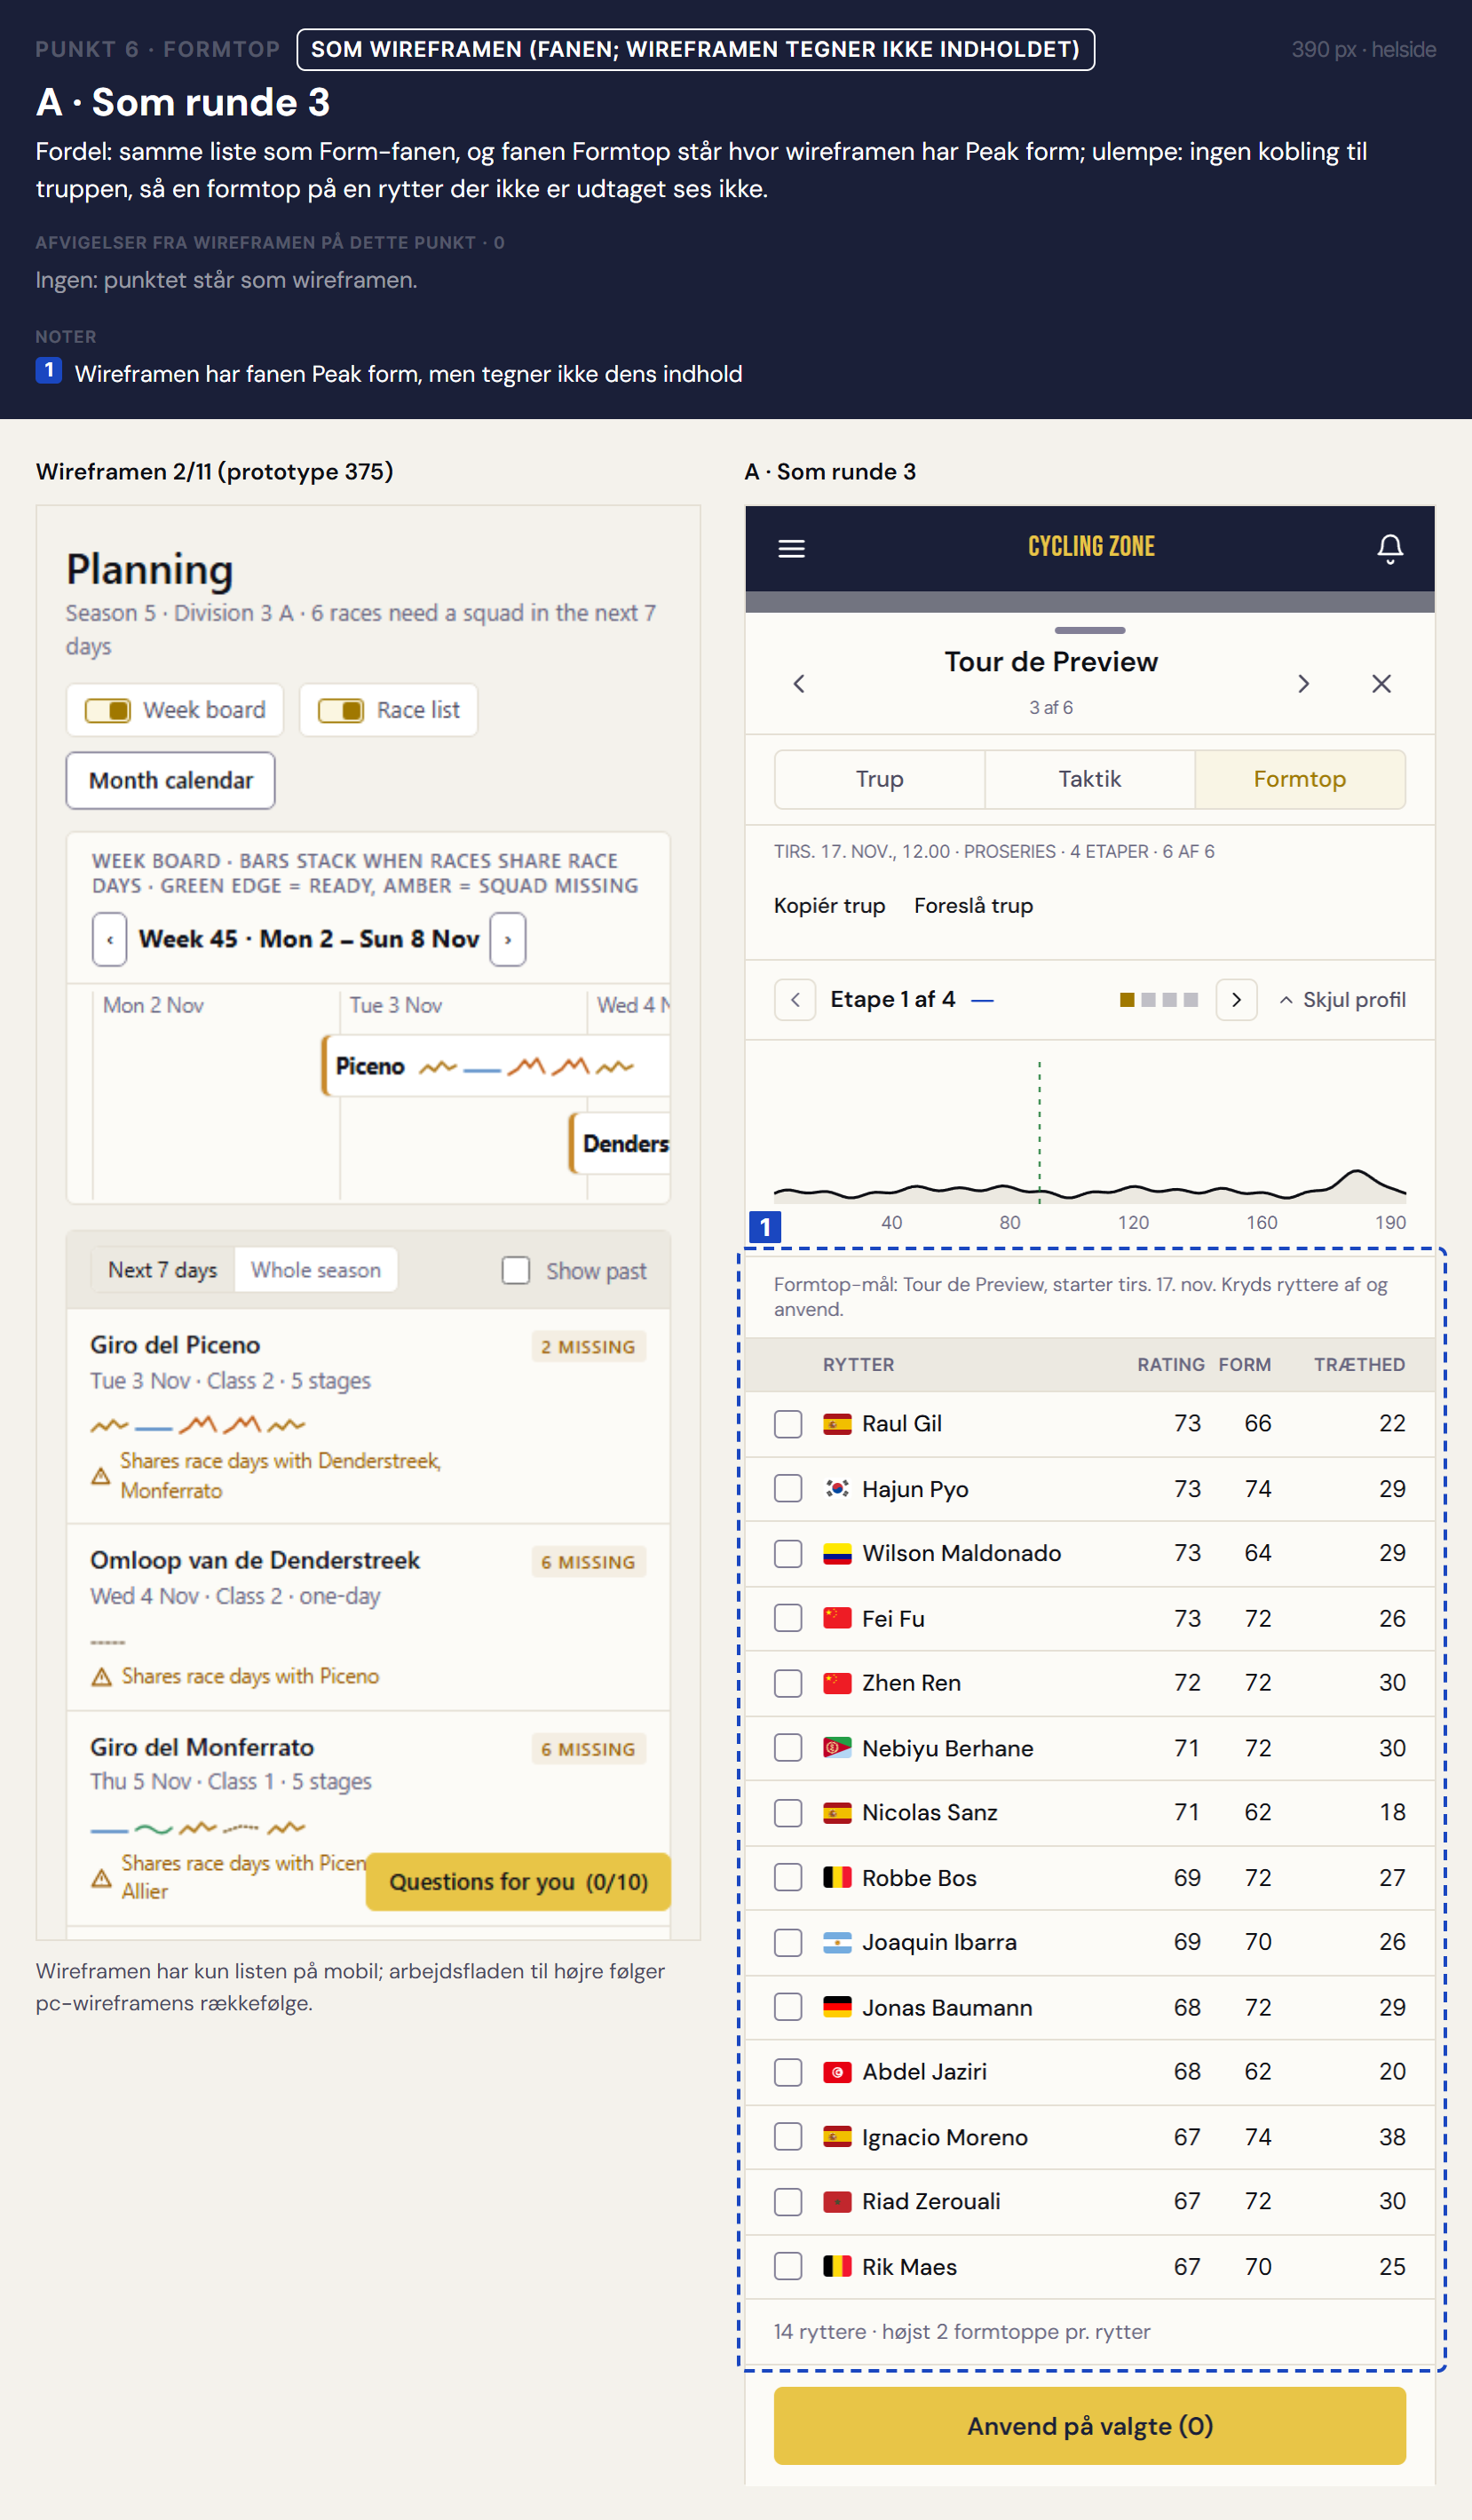 PUNKT 6 · FORMTOP
SOM WIREFRAMEN (FANEN; WIREFRAMEN TEGNER IKKE INDHOLDET)
390 px · helside
A · Som runde 3
Fordel: samme liste som Form-fanen, og fanen Formtop står hvor wireframen har Peak form; ulempe: ingen kobling til
truppen, så en formtop på en rytter der ikke er udtaget ses ikke.
AFVIGELSER FRA WIREFRAMEN PÅ DETTE PUNKT · 0
Ingen: punktet står som wireframen.
NOTER
1 Wireframen har fanen Peak form, men tegner ikke dens indhold
Wireframen 2/11 (prototype 375)
Planning
Season 5 · Division 3 A · 6 races need a squad in the next 7
days
Week board
Race list
Month calendar
WEEK BOARD · BARS STACK WHEN RACES SHARE RACE
DAYS · GREEN EDGE = READY, AMBER = SQUAD MISSING
‹ Week 45 · Mon 2 – Sun 8 Nov ›
Mon 2 Nov
Tue 3 Nov
Wed 4 N
Piceno
Denders
Next 7 days
Whole season
Show past
Giro del Piceno
2 MISSING
Tue 3 Nov · Class 2 · 5 stages
Shares race days with Denderstreek,
Monferrato
Omloop van de Denderstreek
6 MISSING
Wed 4 Nov · Class 2 · one-day
Shares race days with Piceno
Giro del Monferrato
6 MISSING
Thu 5 Nov · Class 1 · 5 stages
Shares race days with Picen
Allier
Questions for you (0/10)
Wireframen har kun listen på mobil; arbejdsfladen til højre følger
pc-wireframens rækkefølge.
A · Som runde 3
CYCLING ZONE
Tour de Preview
3 af 6
Trup
Taktik
Formtop
TIRS. 17. NOV., 12.00 · PROSERIES · 4 ETAPER · 6 AF 6
Kopiér trup
Foreslå trup
Etape 1 af 4
Skjul profil
1
40 80 120 160 190
Formtop-mål: Tour de Preview, starter tirs. 17. nov. Kryds ryttere af og
anvend.
RYTTER RATING FORM TRÆTHED
Raul Gil 73 66 22
Hajun Pyo 73 74 29
Wilson Maldonado 73 64 29
Fei Fu 73 72 26
Zhen Ren 72 72 30
Nebiyu Berhane 71 72 30
Nicolas Sanz 71 62 18
Robbe Bos 69 72 27
Joaquin Ibarra 69 70 26
Jonas Baumann 68 72 29
Abdel Jaziri 68 62 20
Ignacio Moreno 67 74 38
Riad Zerouali 67 72 30
Rik Maes 67 70 25
14 ryttere · højst 2 formtoppe pr. rytter
Anvend på valgte (0)